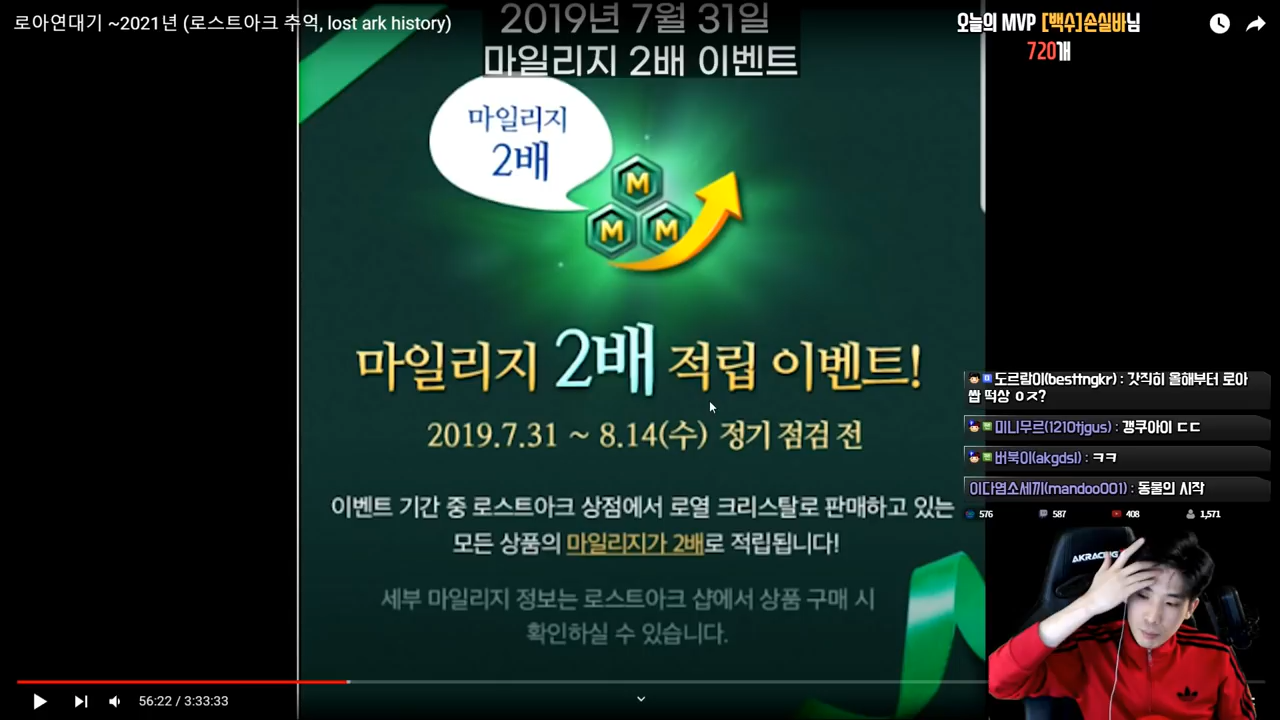 로아연대기 ~2021년 (로스트아크 추억, lost ark history)
2019년 7월 31일
마일리지 2배 이벤트
오늘의 MVP [백수]손실바님
720개
마일리지
2배
M
M M
마일리지 2배 적립 이벤트!
2019.7.31 ~ 8.14(수) 정기 점검 전
이벤트 기간 중 로스트아크 상점에서 로열 크리스탈로 판매하고 있는
모든 상품의 마일리지가 2배로 적립됩니다!
세부 마일리지 정보는 로스트아크 샵에서 상품 구매 시
확인하실 수 있습니다.
도르람이(besttngkr) : 갓직히 올해부터 로아
쌉 떡상 ㅇㅈ?
미니무르(1210tjgus) : 갱쿠아이 ㄷㄷ
버북이(akgdsl) : ㅋㅋ
이다염소세끼(mandoo001) : 동물의 시작
576 587 408 1,571
AKRACING
adidas
56:22 / 3:33:33